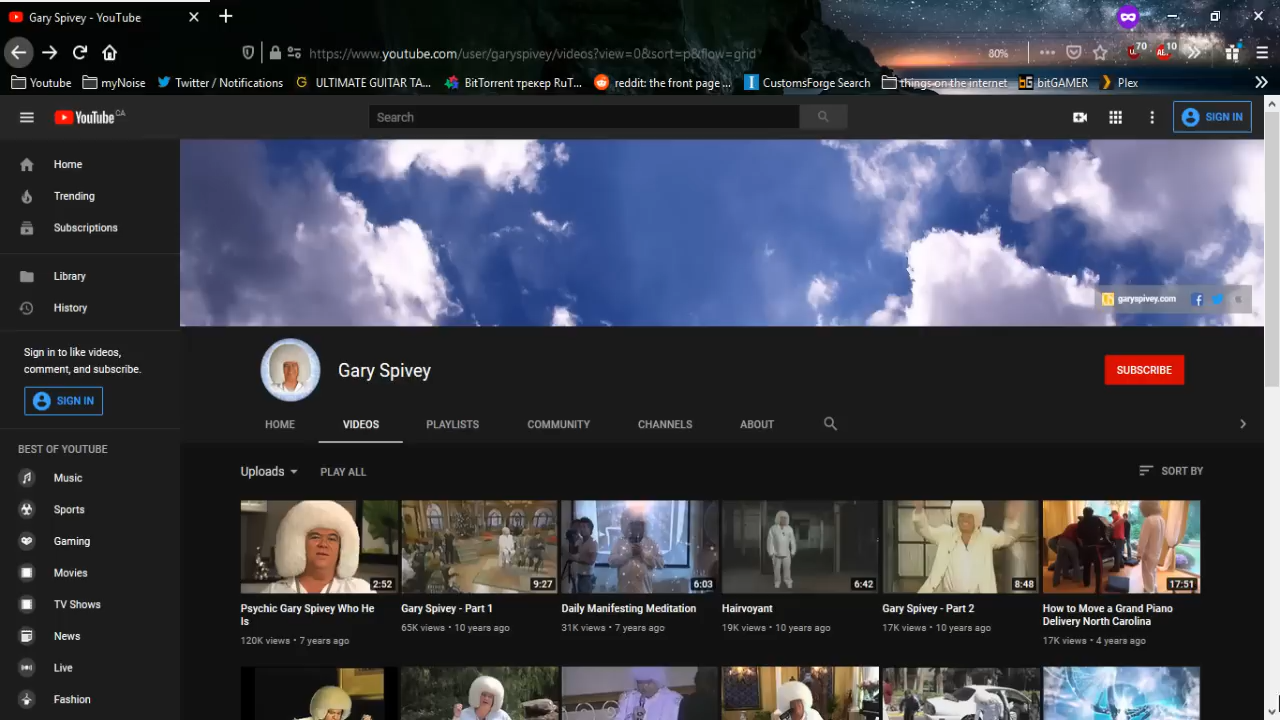 Gary Spivey - YouTube
https://www.youtube.com/user/garyspivey/videos?view=0&sort=p&flow=grid
80%
70
10
Youtube
myNoise
Twitter / Notifications
ULTIMATE GUITAR TA...
BitTorrent трекер RuT...
reddit: the front page ...
CustomsForge Search
things on the internet
bitGAMER
Plex
YouTube CA
Search
SIGN IN
Home
Trending
Subscriptions
Library
History
Sign in to like videos,
comment, and subscribe.
SIGN IN
BEST OF YOUTUBE
Music
Sports
Gaming
Movies
TV Shows
News
Live
Fashion
garyspivey.com
Gary Spivey
SUBSCRIBE
HOME
VIDEOS
PLAYLISTS
COMMUNITY
CHANNELS
ABOUT
Uploads
PLAY ALL
SORT BY
2:52
9:27
6:03
6:42
8:48
17:51
Psychic Gary Spivey Who He
Is
120K views • 7 years ago
Gary Spivey - Part 1
65K views • 10 years ago
Daily Manifesting Meditation
31K views • 7 years ago
Hairvoyant
19K views • 10 years ago
Gary Spivey - Part 2
17K views • 10 years ago
How to Move a Grand Piano
Delivery North Carolina
17K views • 4 years ago